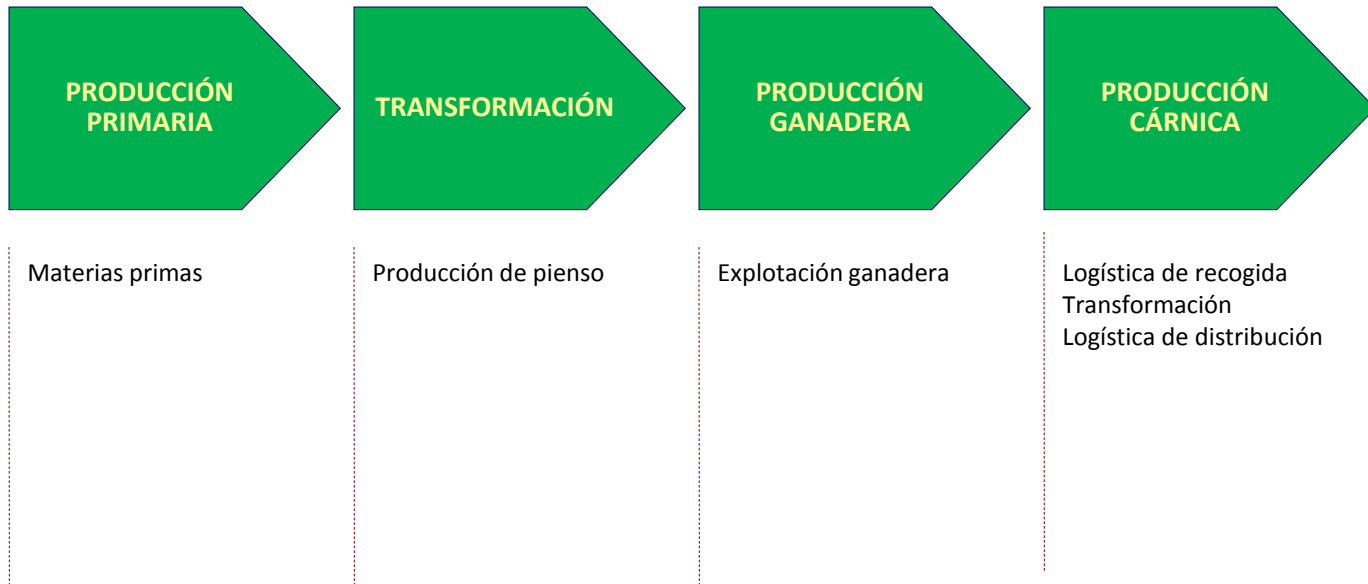 PRODUCCIÓN
PRIMARIA
TRANSFORMACIÓN
PRODUCCIÓN
GANADERA
PRODUCCIÓN
CÁRNICA
Materias primas
Producción de pienso
Explotación ganadera
Logística de recogida
Transformación
Logística de distribución